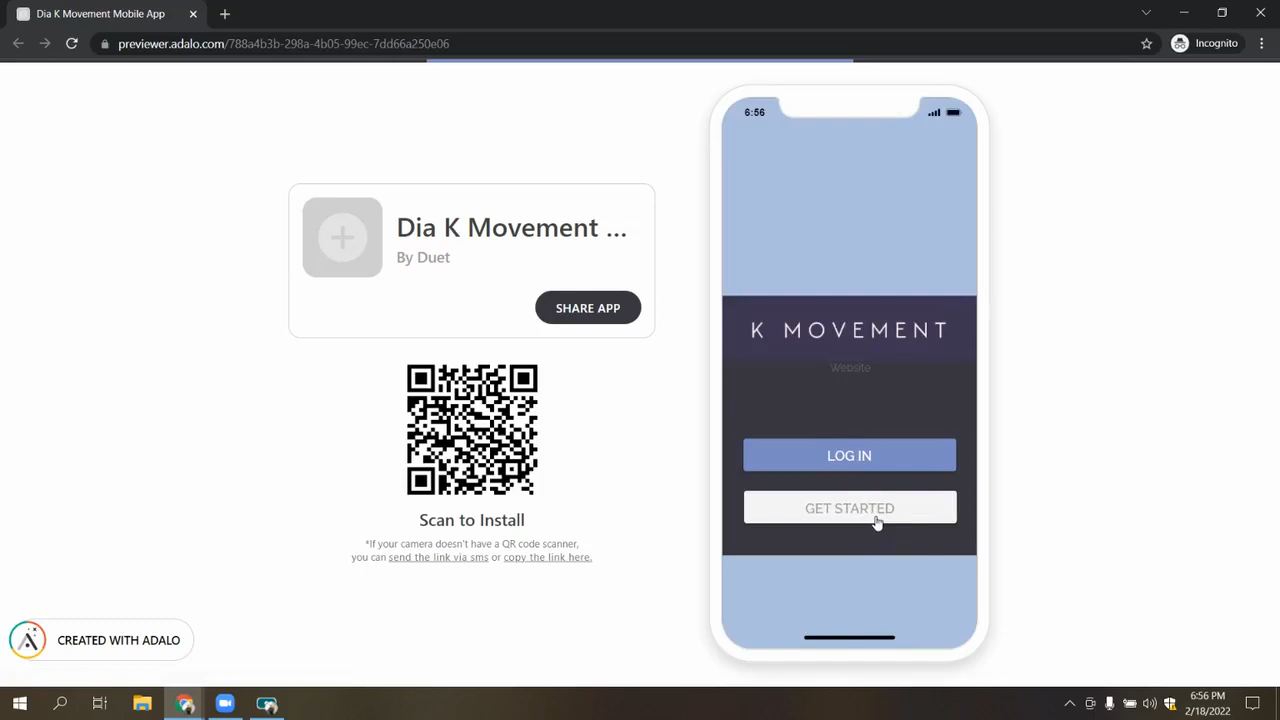 Dia K Movement Mobile App
previewer.adalo.com/788a4b3b-298a-4b05-99ec-7dd66a250e06
Incognito
Dia K Movement ...
By Duet
SHARE APP
Scan to Install
*If your camera doesn't have a QR code scanner,
you can send the link via sms or copy the link here.
CREATED WITH ADALO
6:56
K MOVEMENT
Website
LOG IN
GET STARTED
6:56 PM
2/18/2022